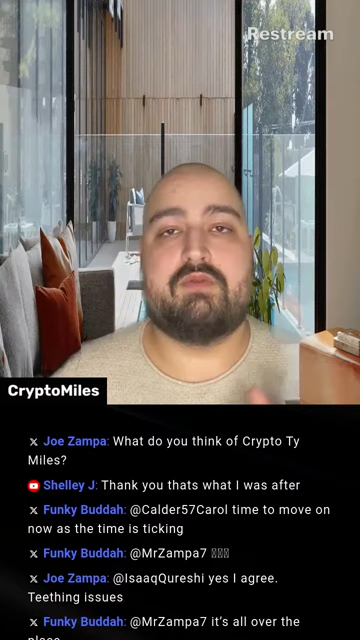 Restream
CryptoMiles
Joe Zampa: What do you think of Crypto Ty
Miles?
Shelley J: Thank you thats what I was after
Funky Buddah: @Calder57Carol time to move on
now as the time is ticking
Funky Buddah: @MrZampa7
Joe Zampa: @IsaaqQureshi yes I agree.
Teething issues
Funky Buddah: @MrZampa7 it’s all over the
place